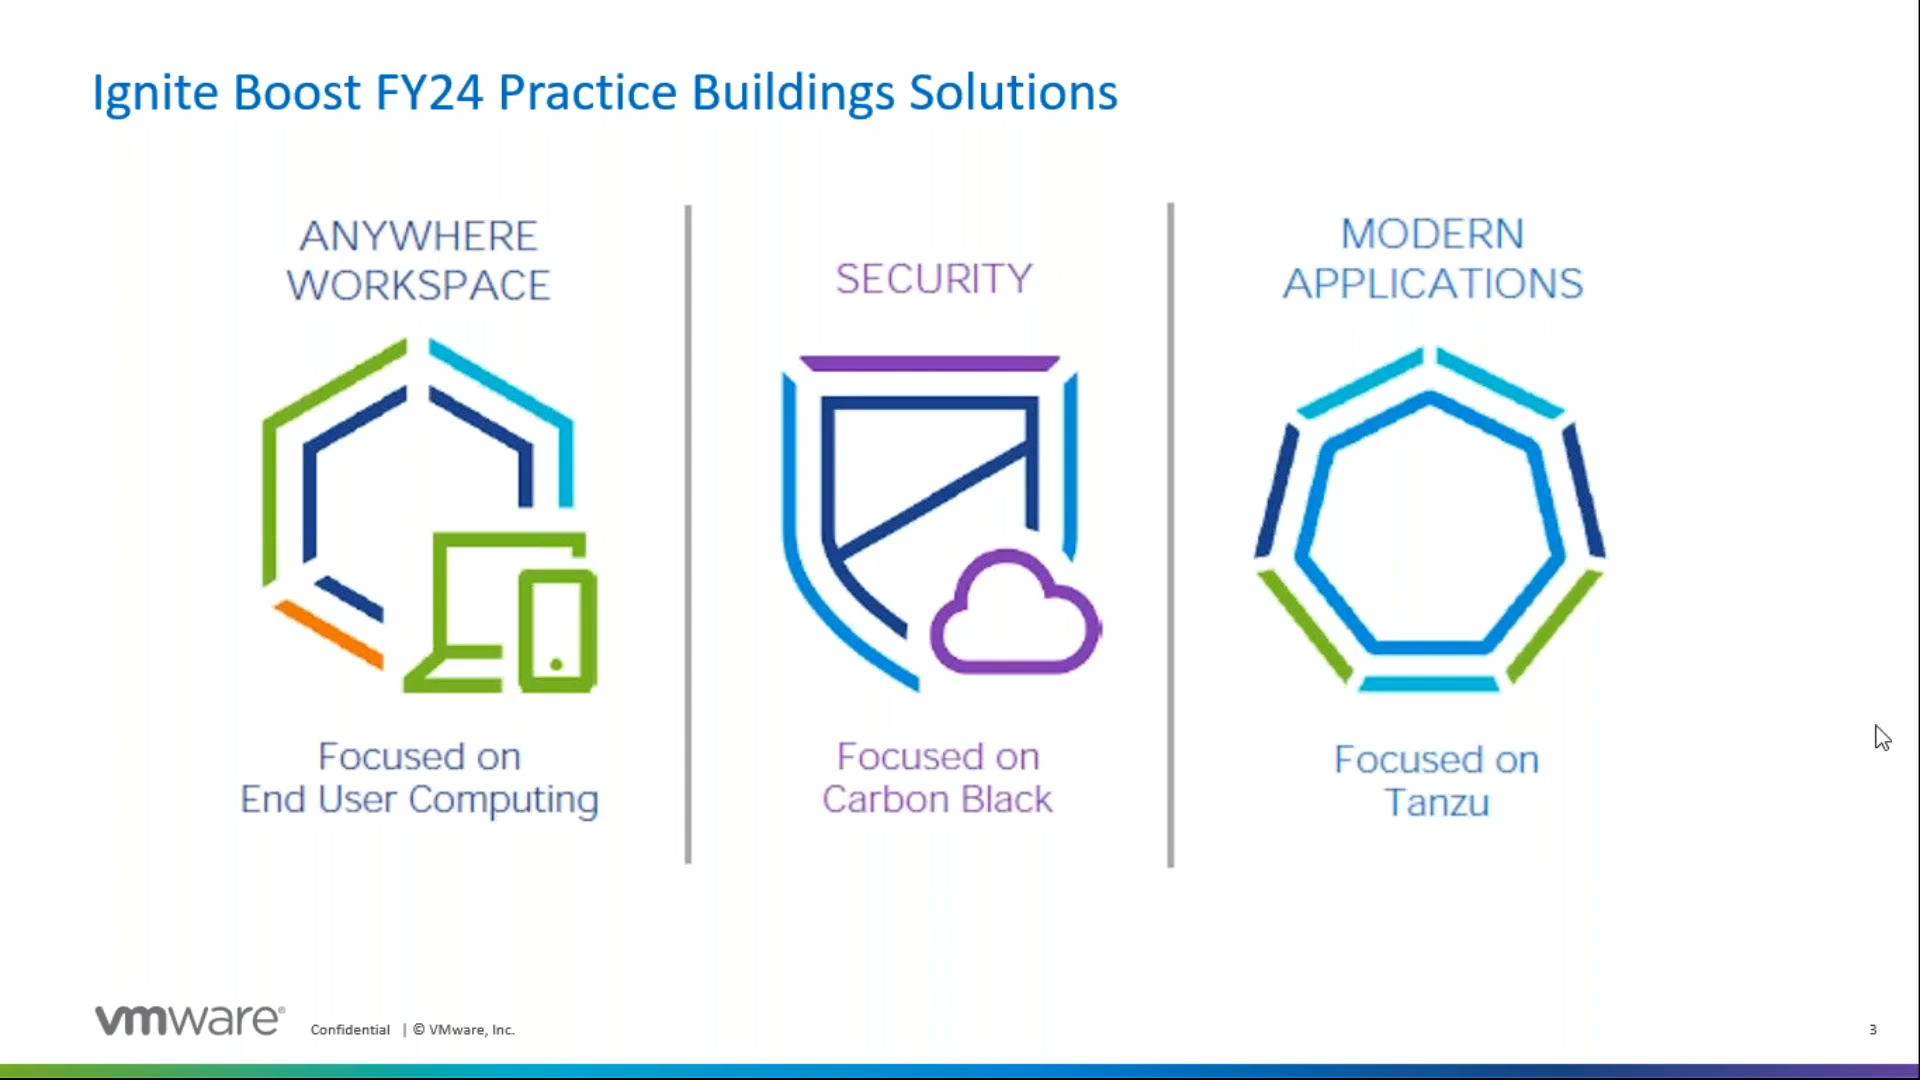 Ignite Boost FY24 Practice Buildings Solutions
ANYWHERE
WORKSPACE
Focused on
End User Computing
SECURITY
Focused on
Carbon Black
MODERN
APPLICATIONS
Focused on
Tanzu
vmware®
Confidential | © VMware, Inc.
3